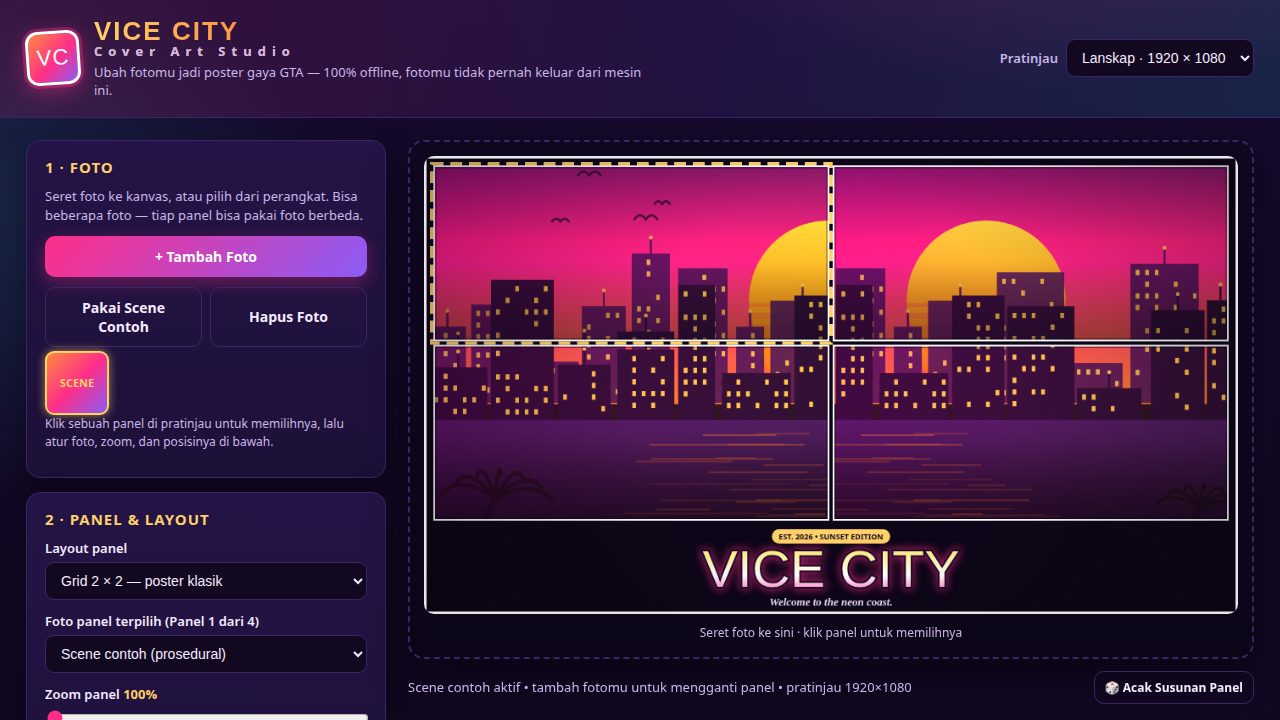 VC
VICE CITY
Cover Art Studio
Ubah fotomu jadi poster gaya GTA — 100% offline, fotomu tidak pernah keluar dari mesin
ini.
Pratinjau
Lanskap · 1920 × 1080
1 · FOTO
Seret foto ke kanvas, atau pilih dari perangkat. Bisa
beberapa foto — tiap panel bisa pakai foto berbeda.
+ Tambah Foto
Pakai Scene
Contoh
Hapus Foto
SCENE
Klik sebuah panel di pratinjau untuk memilihnya, lalu
atur foto, zoom, dan posisinya di bawah.
2 · PANEL & LAYOUT
Layout panel
Grid 2 × 2 — poster klasik
Foto panel terpilih (Panel 1 dari 4)
Scene contoh (prosedural)
Zoom panel 100%
EST. 2026 • SUNSET EDITION
VICE CITY
Welcome to the neon coast.
Seret foto ke sini · klik panel untuk memilihnya
Scene contoh aktif • tambah fotomu untuk mengganti panel • pratinjau 1920×1080
🎲 Acak Susunan Panel